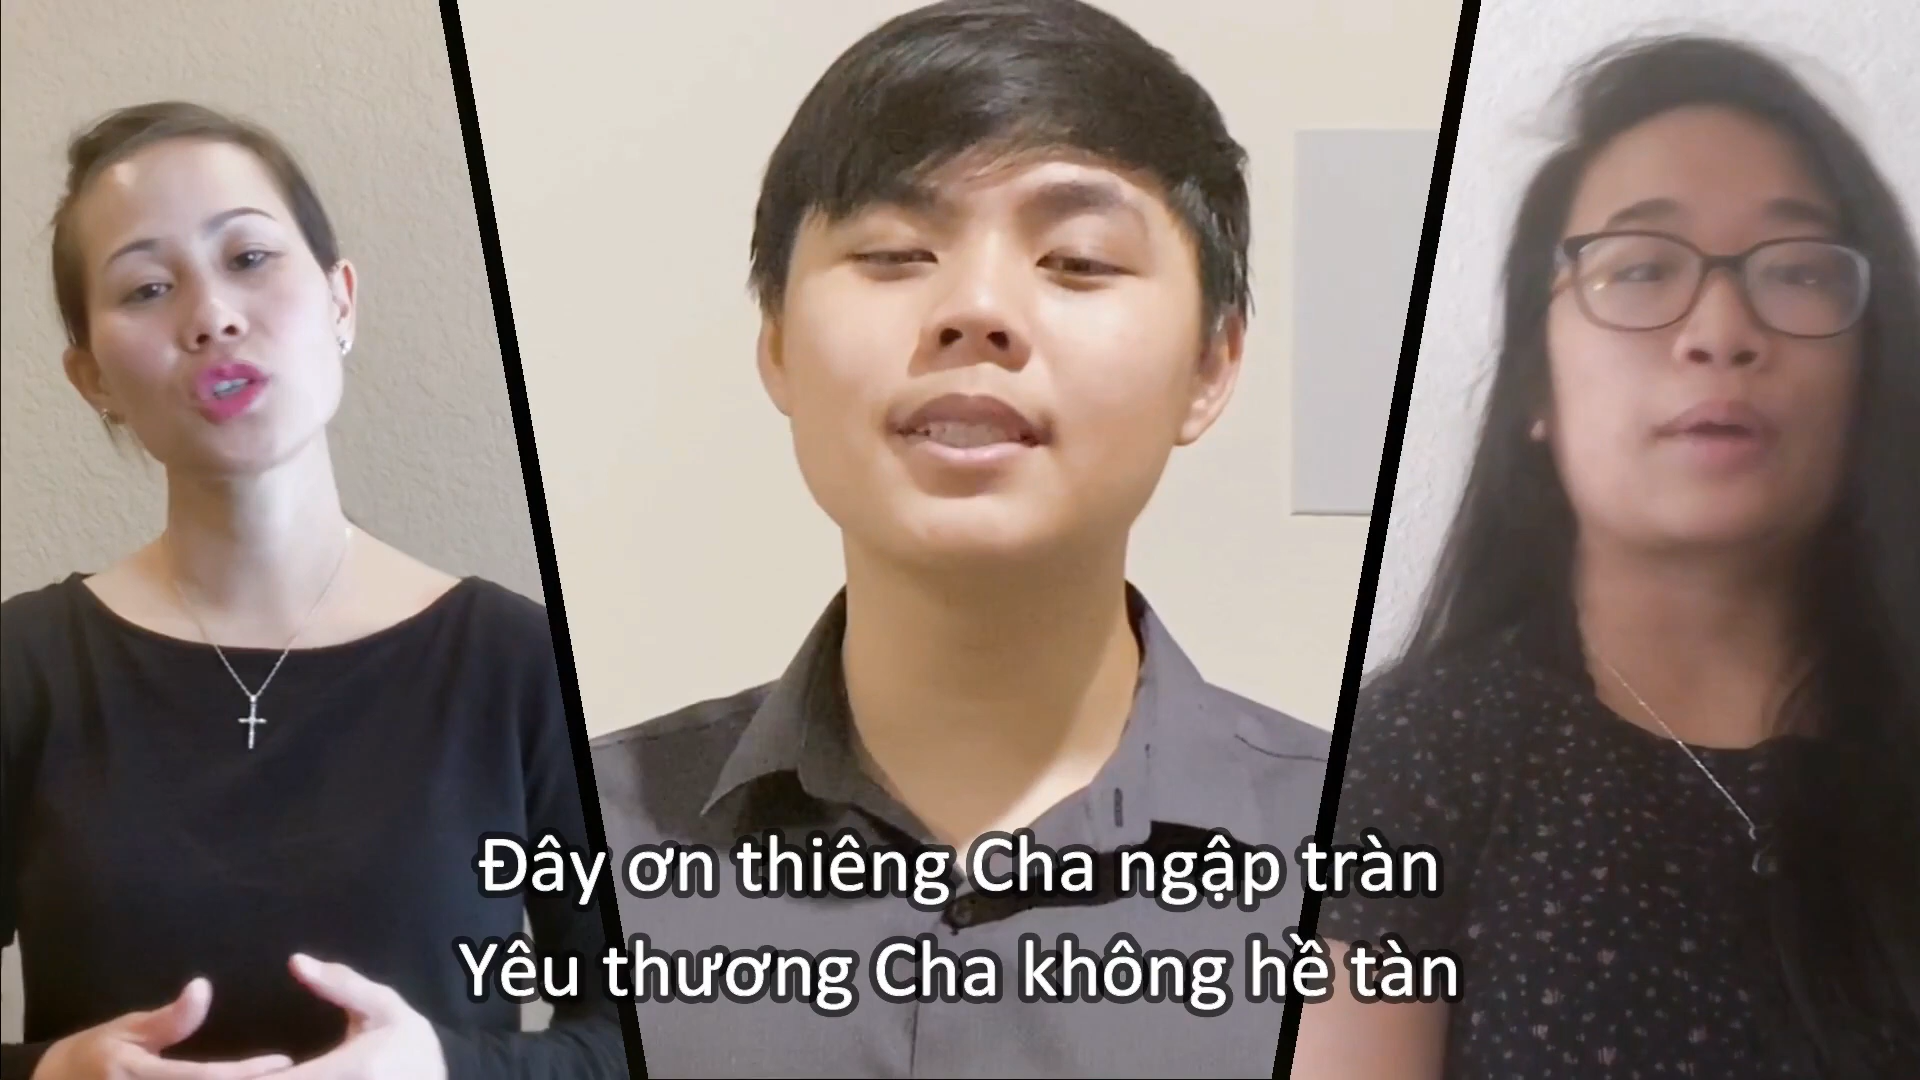 Đây ơn thiêng Cha ngập tràn
Yêu thương Cha không hề tàn